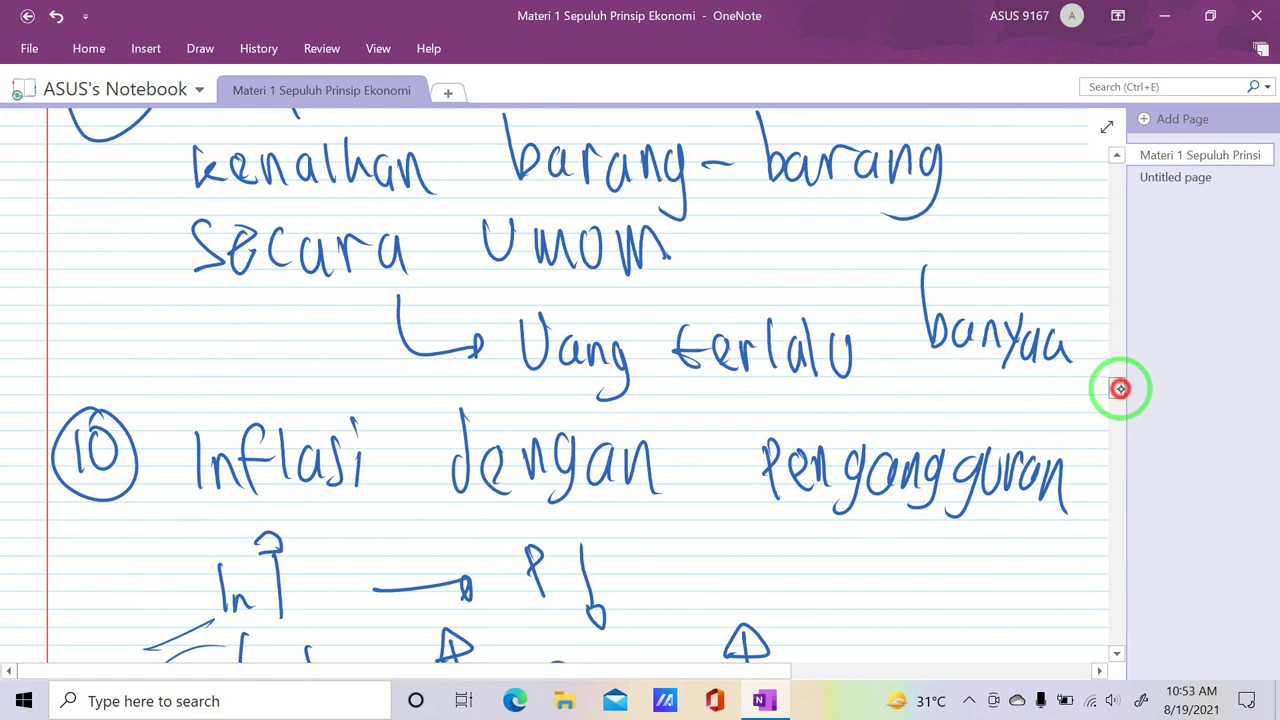 Materi 1 Sepuluh Prinsip Ekonomi - OneNote
ASUS 9167
A
File Home Insert Draw History Review View Help
ASUS's Notebook
Materi 1 Sepuluh Prinsip Ekonomi
Search (Ctrl+E)
Add Page
Materi 1 Sepuluh Prinsi
Untitled page
kenaikan barang-barang
secara umum
Uang terlalu banyaa
10 Inflasi dengan Pengangguran
In → P
Type here to search
31°C
10:53 AM
8/19/2021